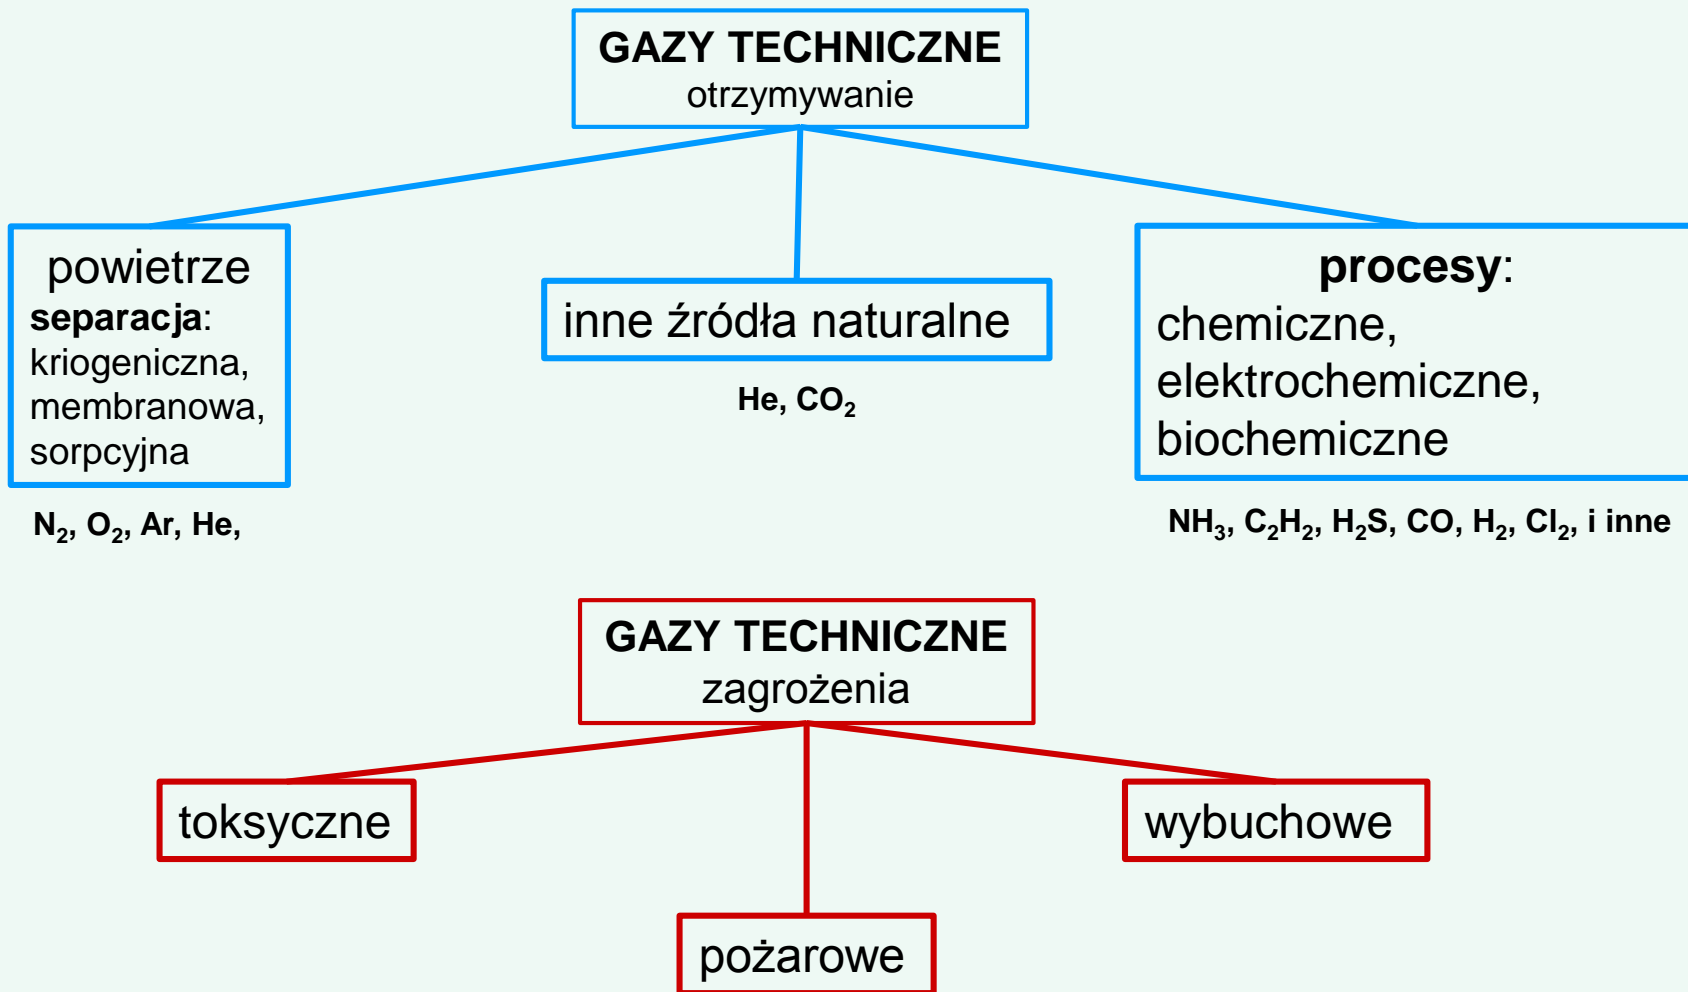 GAZY TECHNICZNE
otrzymywanie
powietrze
separacja:
kriogeniczna,
membranowa,
sorpcyjna
N₂, O₂, Ar, He,
inne źródła naturalne
He, CO₂
procesy:
chemiczne,
elektrochemiczne,
biochemiczne
NH₃, C₂H₂, H₂S, CO, H₂, Cl₂, i inne
GAZY TECHNICZNE
zagrożenia
toksyczne
wybuchowe
pożarowe